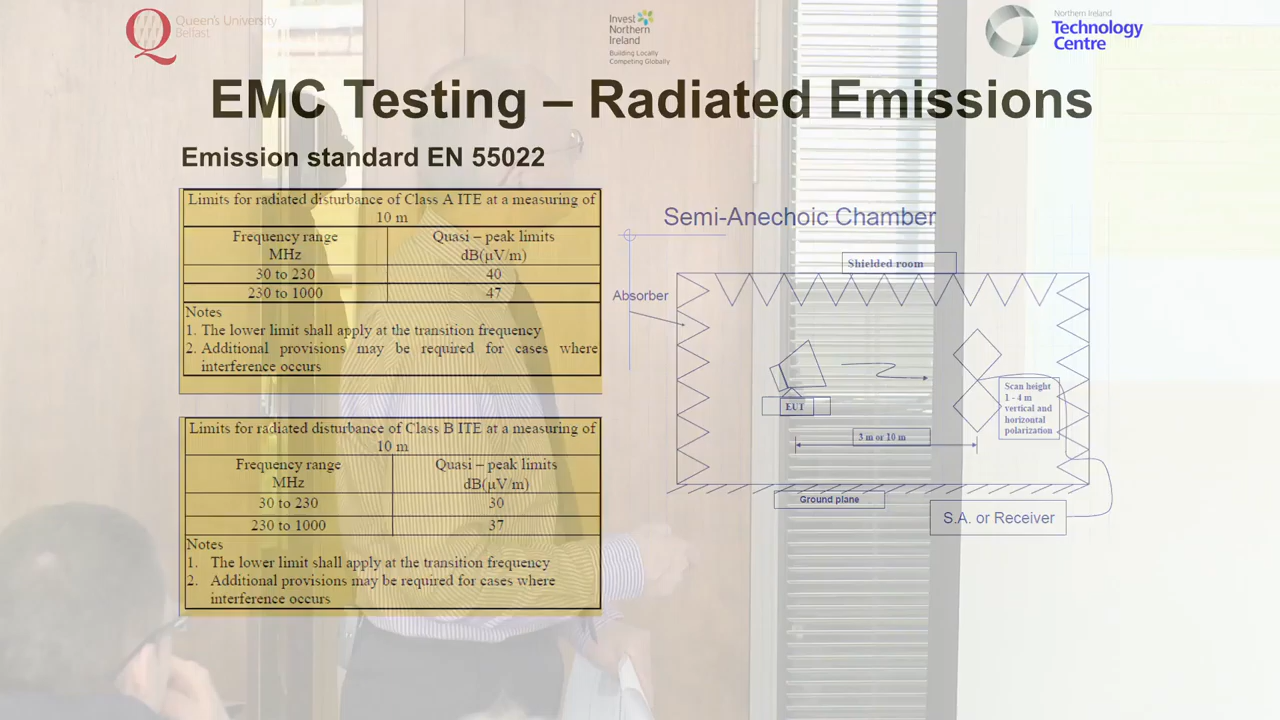 Queen's University
Belfast
Invest
Northern
Ireland
Building Locally
Competing Globally
Northern Ireland
Technology
Centre
EMC Testing – Radiated Emissions
Emission standard EN 55022
Limits for radiated disturbance of Class A ITE at a measuring of
10 m
Frequency range
MHz
Quasi – peak limits
dB(μV/m)
30 to 230
40
230 to 1000
47
Notes
1. The lower limit shall apply at the transition frequency
2. Additional provisions may be required for cases where
interference occurs
Limits for radiated disturbance of Class B ITE at a measuring of
10 m
Frequency range
MHz
Quasi – peak limits
dB(μV/m)
30 to 230
30
230 to 1000
37
Notes
1. The lower limit shall apply at the transition frequency
2. Additional provisions may be required for cases where
interference occurs
Semi-Anechoic Chamber
Shielded room
Absorber
EUT
Scan height
1 - 4 m
vertical and
horizontal
polarization
3 m or 10 m
Ground plane
S.A. or Receiver